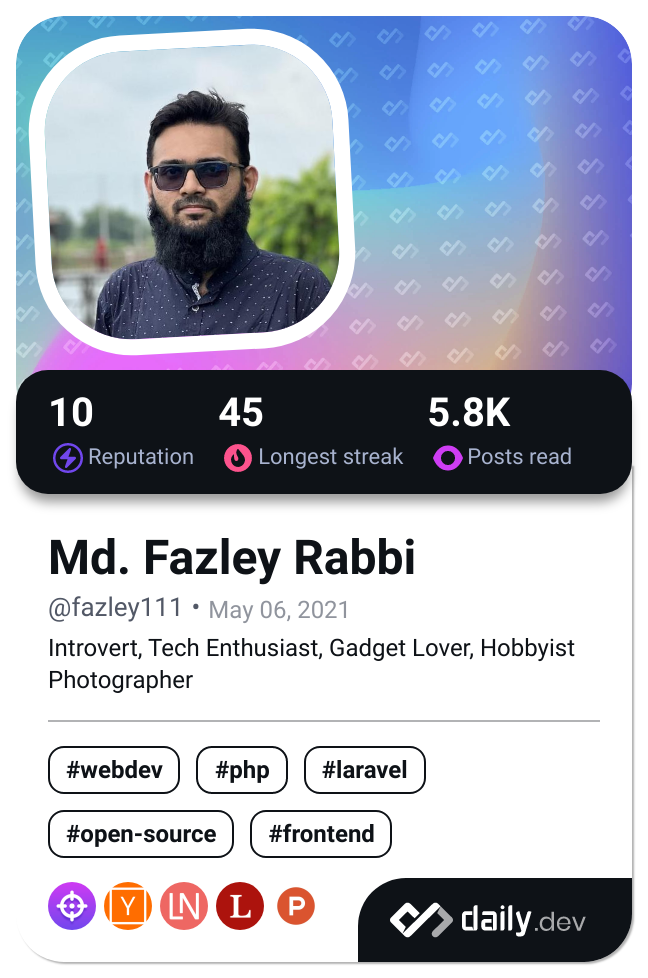 10 45 5.8K
Reputation Longest streak Posts read
Md. Fazley Rabbi
@fazley111 • May 06, 2021
Introvert, Tech Enthusiast, Gadget Lover, Hobbyist
Photographer
#webdev #php #laravel
#open-source #frontend
Y LN L P
daily.dev